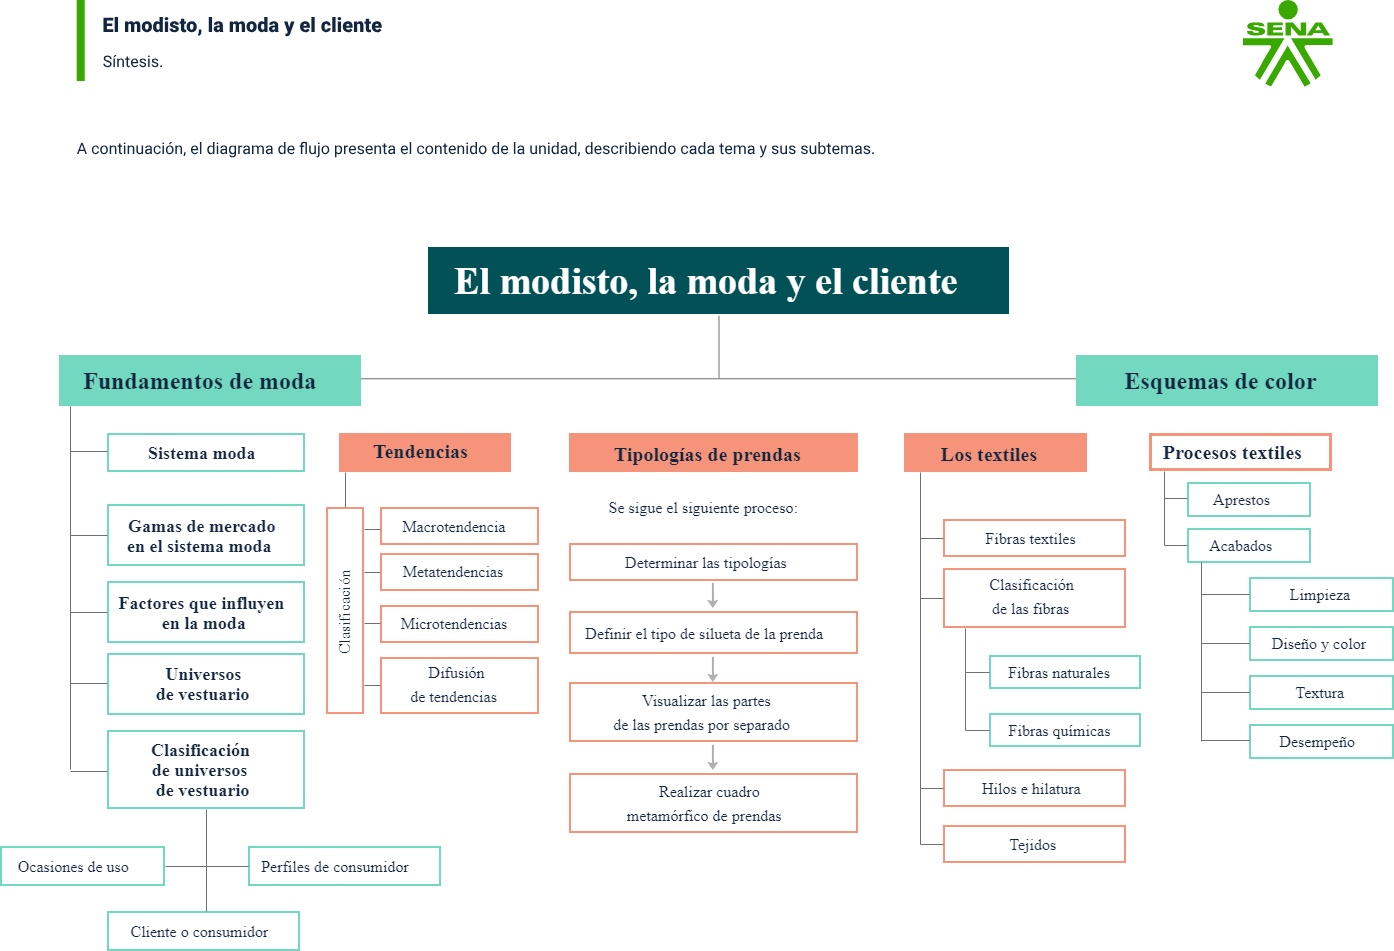 El modisto, la moda y el cliente
Síntesis.
SENA
A continuación, el diagrama de flujo presenta el contenido de la unidad, describiendo cada tema y sus subtemas.
El modisto, la moda y el cliente
Fundamentos de moda
Esquemas de color
Sistema moda
Gamas de mercado
en el sistema moda
Factores que influyen
en la moda
Universos
de vestuario
Clasificación
de universos
de vestuario
Ocasiones de uso
Perfiles de consumidor
Cliente o consumidor
Tendencias
Clasificación
Macrotendencia
Metatendencias
Microtendencias
Difusión
de tendencias
Tipologías de prendas
Se sigue el siguiente proceso:
Determinar las tipologías
Definir el tipo de silueta de la prenda
Visualizar las partes
de las prendas por separado
Realizar cuadro
metamórfico de prendas
Los textiles
Fibras textiles
Clasificación
de las fibras
Fibras naturales
Fibras químicas
Hilos e hilatura
Tejidos
Procesos textiles
Aprestos
Acabados
Limpieza
Diseño y color
Textura
Desempeño